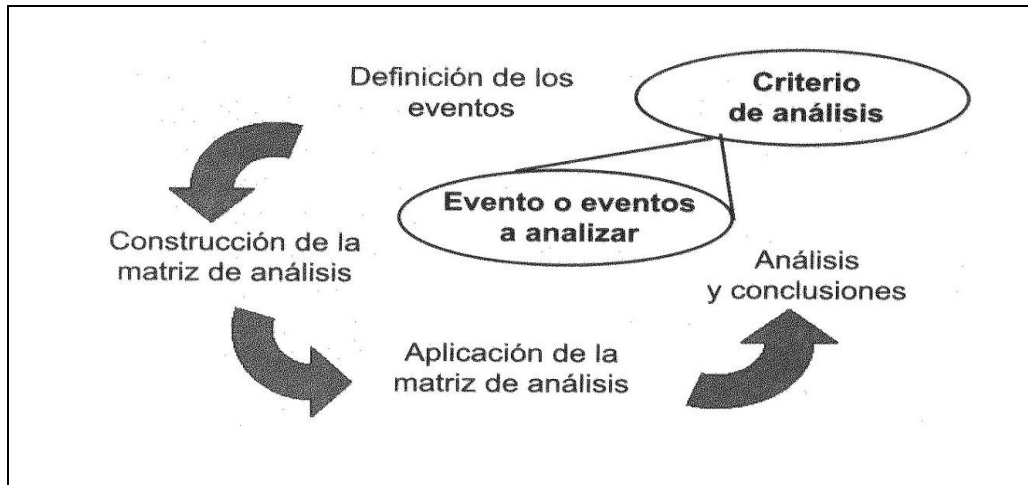 Definición de los
eventos
Criterio
de análisis
Evento o eventos
a analizar
Construcción de la
matriz de análisis
Análisis
y conclusiones
Aplicación de la
matriz de análisis